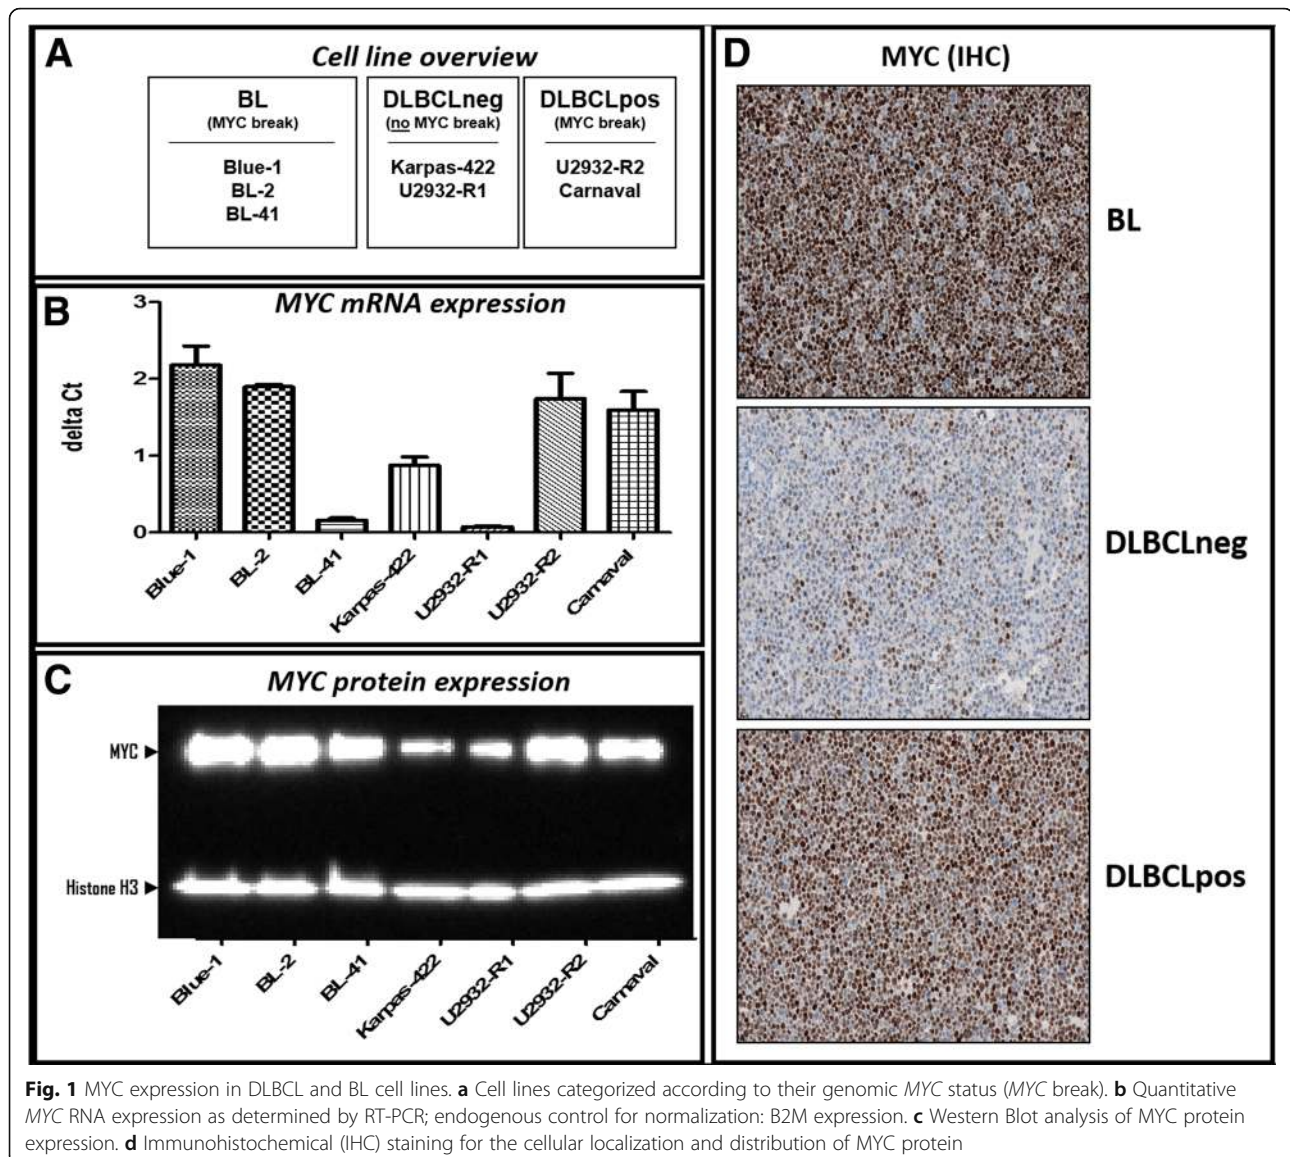 A
Cell line overview
BL
(MYC break)
Blue-1
BL-2
BL-41
DLBCLneg
(no MYC break)
Karpas-422
U2932-R1
DLBCLpos
(MYC break)
U2932-R2
Carnaval
B
MYC mRNA expression
delta Ct
3
2
1
0
Blue-1
BL-2
BL-41
Karpas-422
U2932-R1
U2932-R2
Carnaval
C
MYC protein expression
MYC
Histone H3
Blue-1
BL-2
BL-41
Karpas-422
U2932-R1
U2932-R2
Carnaval
D
MYC (IHC)
BL
DLBCLneg
DLBCLpos
Fig. 1 MYC expression in DLBCL and BL cell lines. a Cell lines categorized according to their genomic MYC status (MYC break). b Quantitative
MYC RNA expression as determined by RT-PCR; endogenous control for normalization: B2M expression. c Western Blot analysis of MYC protein
expression. d Immunohistochemical (IHC) staining for the cellular localization and distribution of MYC protein